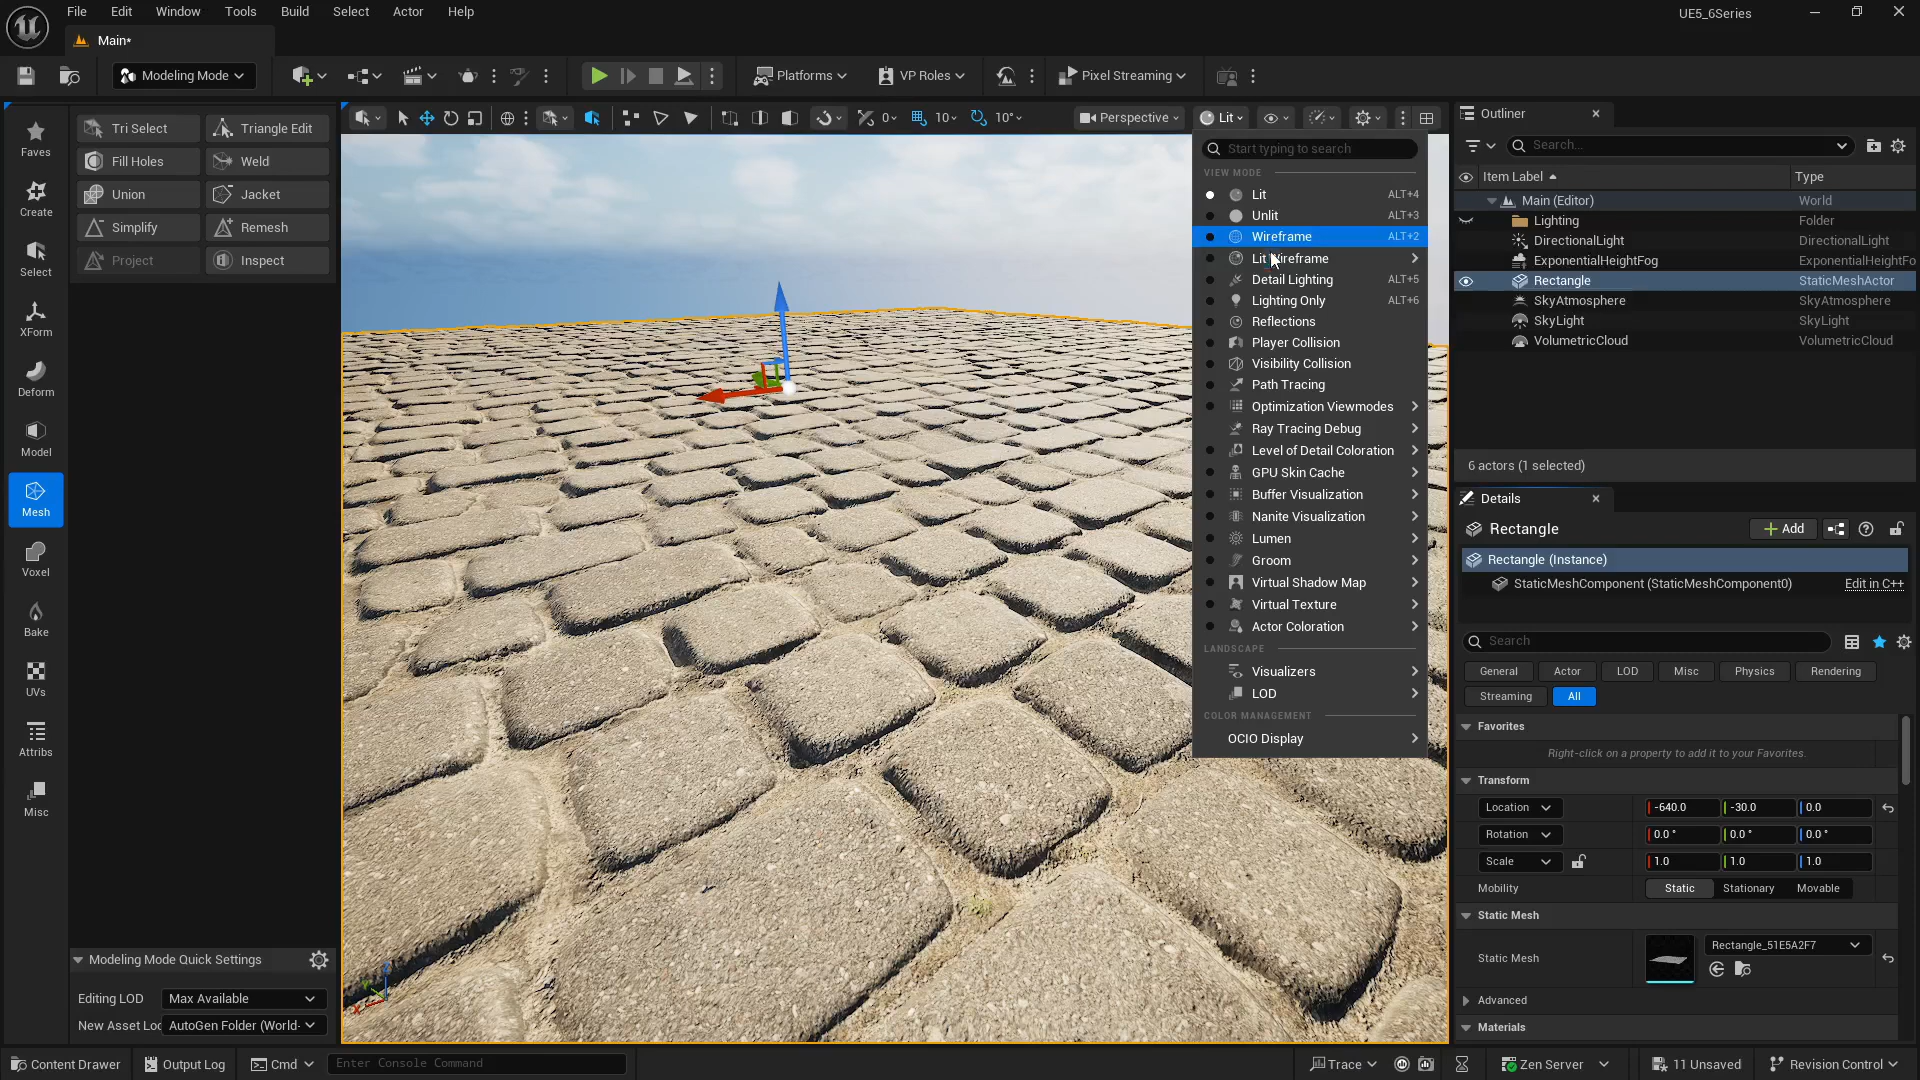 File Edit Window Tools Build Select Actor Help
UE5_6Series
Main*
Modeling Mode
Platforms
VP Roles
Pixel Streaming
Faves
Create
Select
XForm
Deform
Model
Mesh
Voxel
Bake
UVs
Attribs
Misc
Tri Select Triangle Edit
Fill Holes Weld
Union Jacket
Simplify Remesh
Project Inspect
Modeling Mode Quick Settings
Editing LOD Max Available
New Asset Loc AutoGen Folder (World-
0 10 10°
Perspective Lit
Start typing to search
VIEW MODE
Lit ALT+4
Unlit ALT+3
Wireframe ALT+2
Lit Wireframe
Detail Lighting ALT+5
Lighting Only ALT+6
Reflections
Player Collision
Visibility Collision
Path Tracing
Optimization Viewmodes
Ray Tracing Debug
Level of Detail Coloration
GPU Skin Cache
Buffer Visualization
Nanite Visualization
Lumen
Groom
Virtual Shadow Map
Virtual Texture
Actor Coloration
LANDSCAPE
Visualizers
LOD
COLOR MANAGEMENT
OCIO Display
Outliner
Search...
Item Label Type
Main (Editor) World
Lighting Folder
DirectionalLight DirectionalLight
ExponentialHeightFog ExponentialHeightFo
Rectangle StaticMeshActor
SkyAtmosphere SkyAtmosphere
SkyLight SkyLight
VolumetricCloud VolumetricCloud
6 actors (1 selected)
Details
Rectangle
Add
Rectangle (Instance)
StaticMeshComponent (StaticMeshComponent0) Edit in C++
Search
General Actor LOD Misc Physics Rendering
Streaming All
Favorites
Right-click on a property to add it to your Favorites.
Transform
Location -640.0 -30.0 0.0
Rotation 0.0 ° 0.0 ° 0.0 °
Scale 1.0 1.0 1.0
Mobility Static Stationary Movable
Static Mesh
Static Mesh Rectangle_51E5A2F7
Advanced
Materials
Content Drawer Output Log Cmd Enter Console Command
Trace Zen Server 11 Unsaved Revision Control